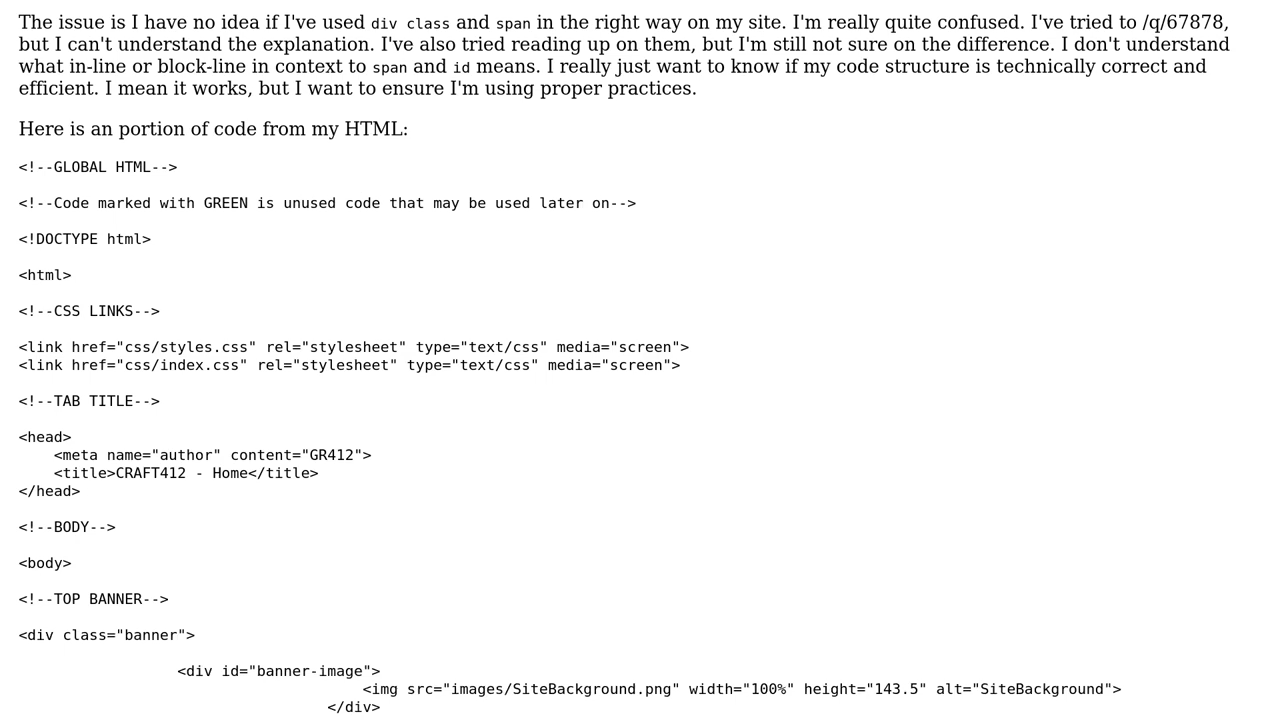 The issue is I have no idea if I've used div class and span in the right way on my site. I'm really quite confused. I've tried to /q/67878,
but I can't understand the explanation. I've also tried reading up on them, but I'm still not sure on the difference. I don't understand
what in-line or block-line in context to span and id means. I really just want to know if my code structure is technically correct and
efficient. I mean it works, but I want to ensure I'm using proper practices.
Here is an portion of code from my HTML:
<!--GLOBAL HTML-->
<!--Code marked with GREEN is unused code that may be used later on-->
<!DOCTYPE html>
<html>
<!--CSS LINKS-->
<link href="css/styles.css" rel="stylesheet" type="text/css" media="screen">
<link href="css/index.css" rel="stylesheet" type="text/css" media="screen">
<!--TAB TITLE-->
<head>
    <meta name="author" content="GR412">
    <title>CRAFT412 - Home</title>
</head>
<!--BODY-->
<body>
<!--TOP BANNER-->
<div class="banner">
                  <div id="banner-image">
                                       <img src="images/SiteBackground.png" width="100%" height="143.5" alt="SiteBackground">
                                   </div>